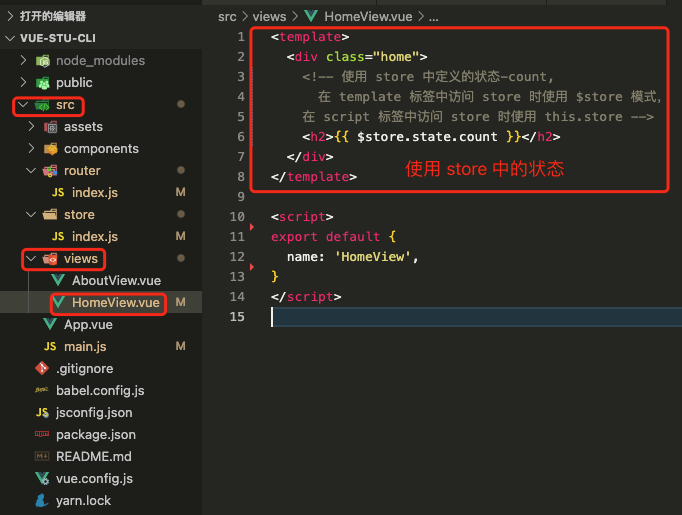 打开的编辑器
VUE-STU-CLI
node_modules
public
src
assets
components
router
JS index.js M
store
JS index.js M
views
AboutView.vue
HomeView.vue M
App.vue
JS main.js M
.gitignore
babel.config.js
JS jsconfig.json
package.json
README.md
vue.config.js
yarn.lock
src > views > HomeView.vue > ...
1 <template>
2 <div class="home">
3 <!-- 使用 store 中定义的状态-count,
4 在 template 标签中访问 store 时使用 $store 模式,
5 在 script 标签中访问 store 时使用 this.store -->
6 <h2>{{ $store.state.count }}</h2>
7 </div>
8 </template>
使用 store 中的状态
9
10 <script>
11 export default {
12 name: 'HomeView',
13 }
14 </script>
15